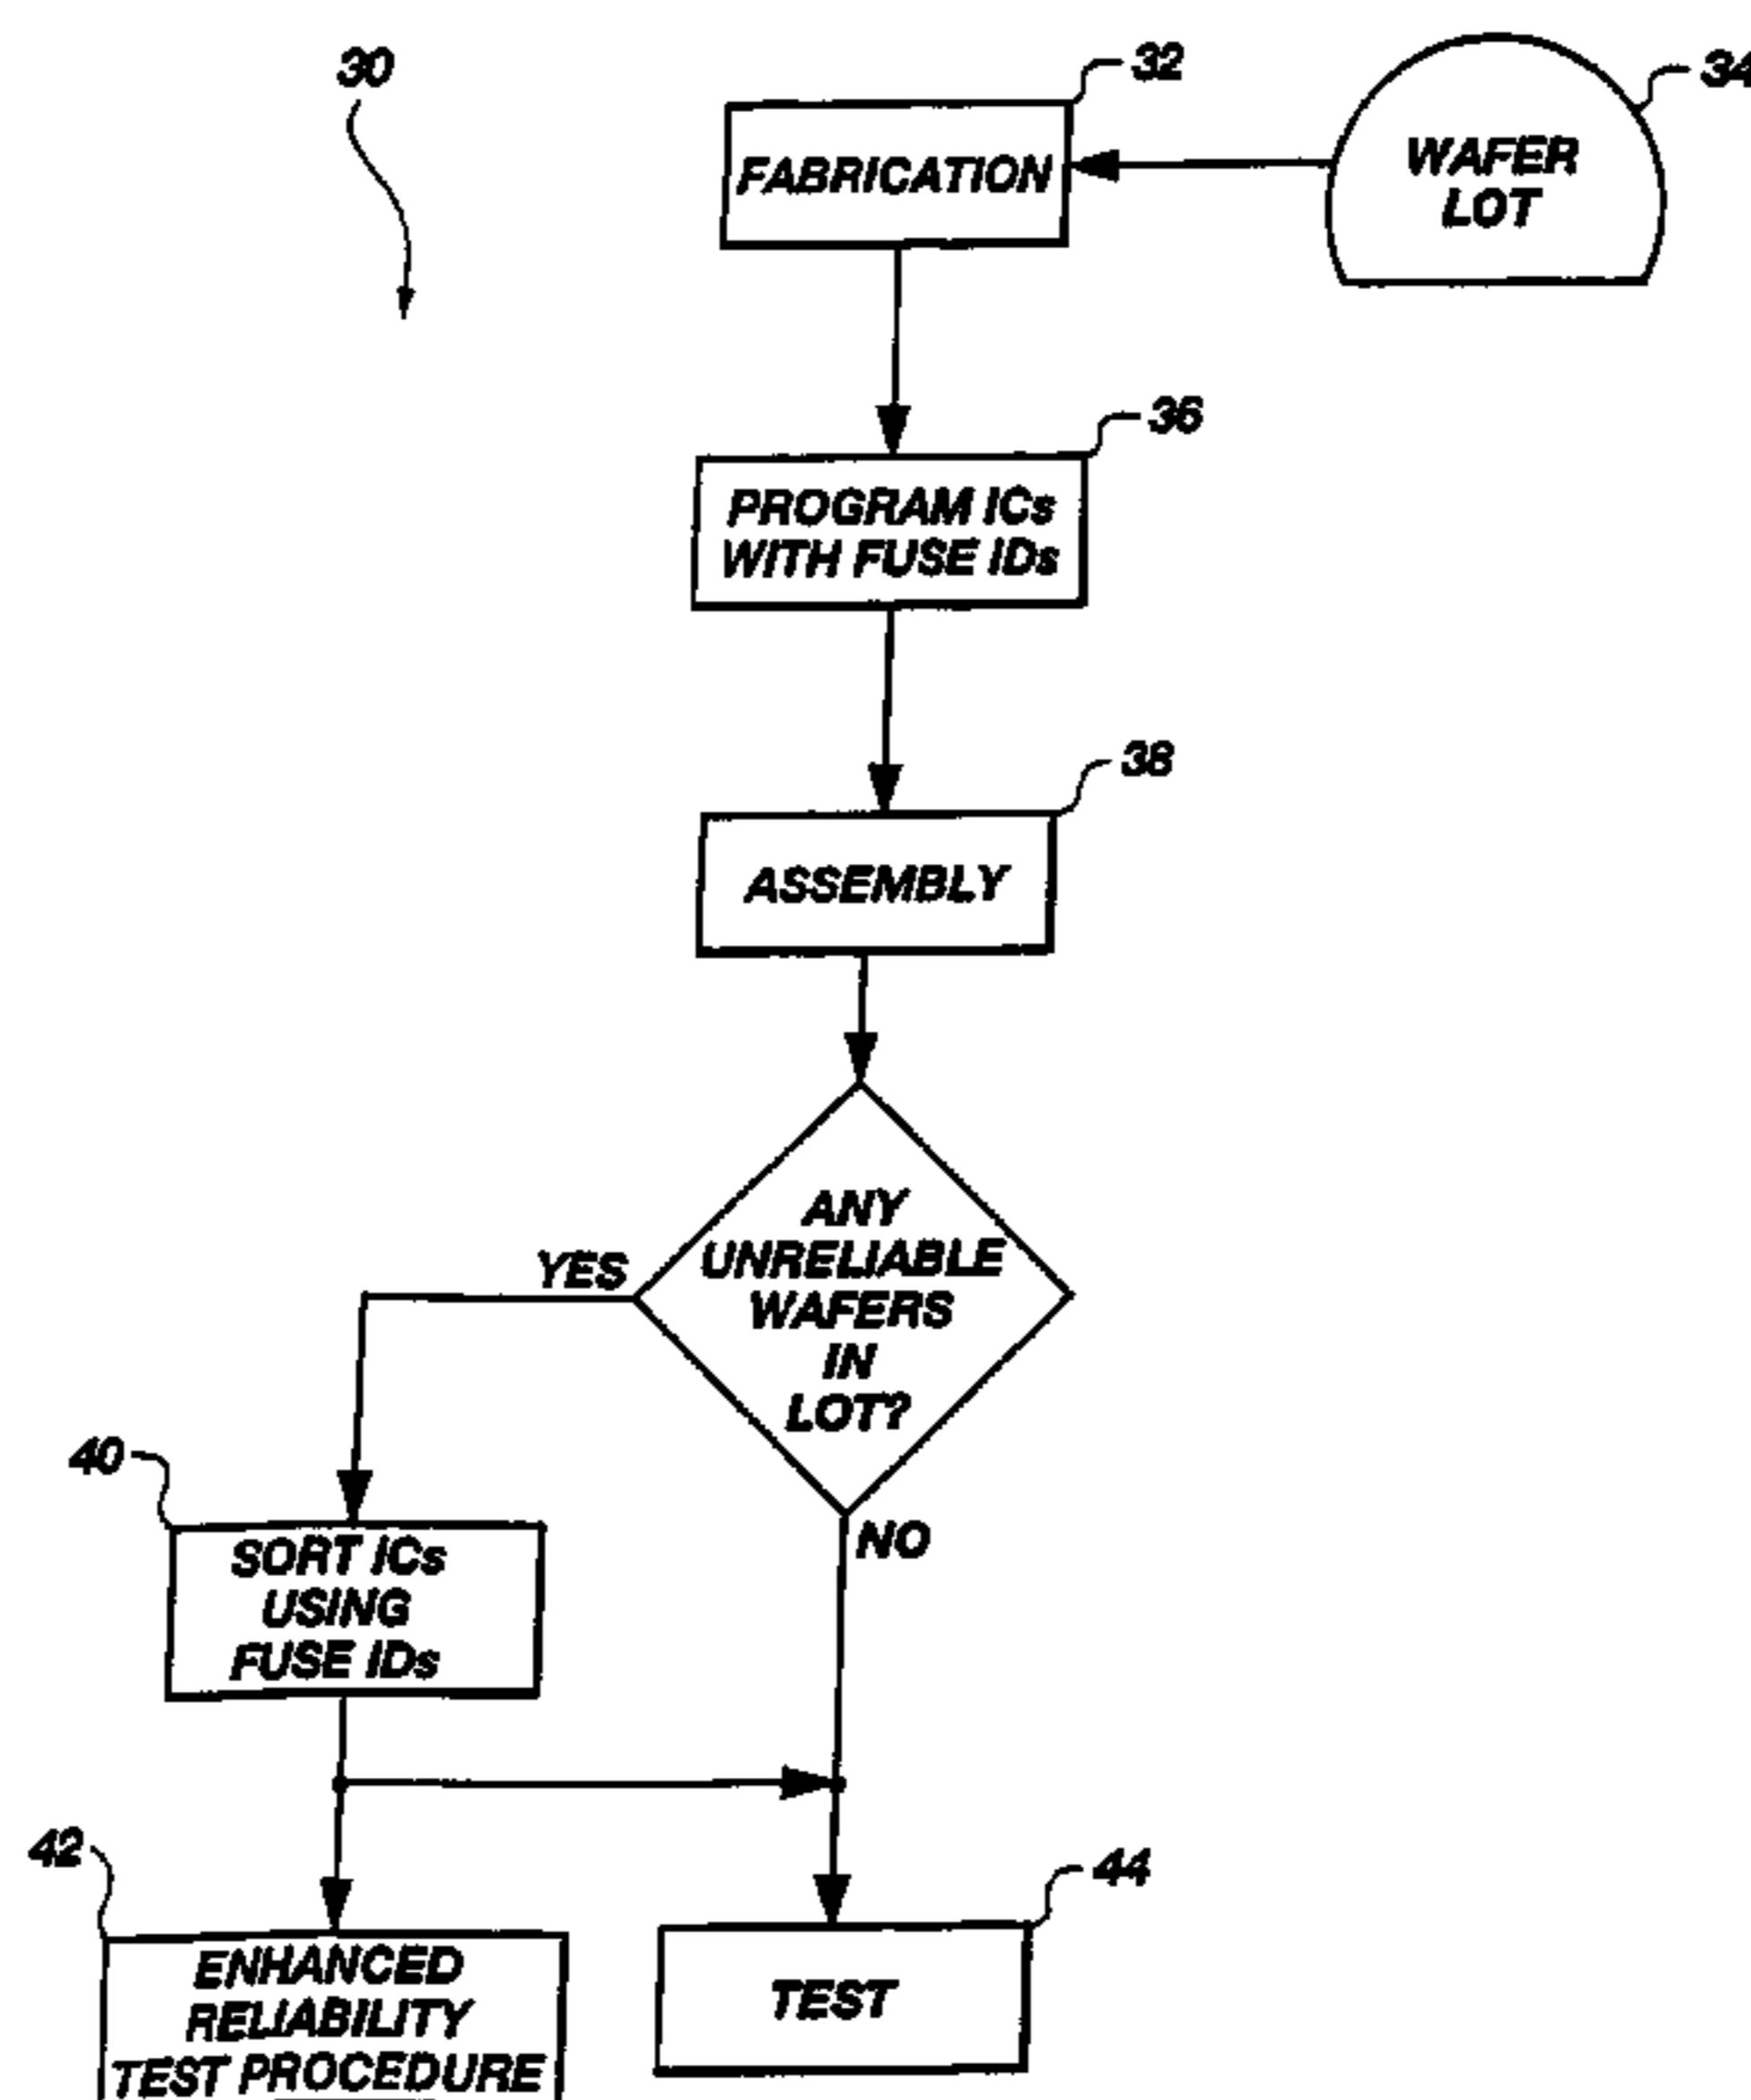 30
32
34
FABRICATION
WAFER
LOT
36
PROGRAM ICs
WITH FUSE IDs
38
ASSEMBLY
ANY
UNRELIABLE
WAFERS
IN
LOT?
YES
NO
40
SORT ICs
USING
FUSE IDs
42
44
ENHANCED
RELIABILITY
TEST PROCEDURE
TEST